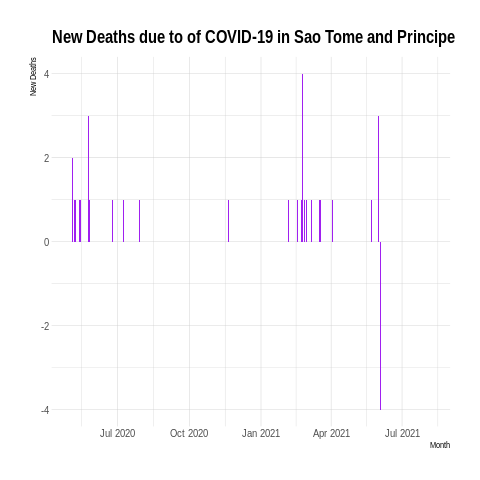 New Deaths due to of COVID-19 in Sao Tome and Principe
New Deaths
4
2
0
-2
-4
Jul 2020 Oct 2020 Jan 2021 Apr 2021 Jul 2021
Month